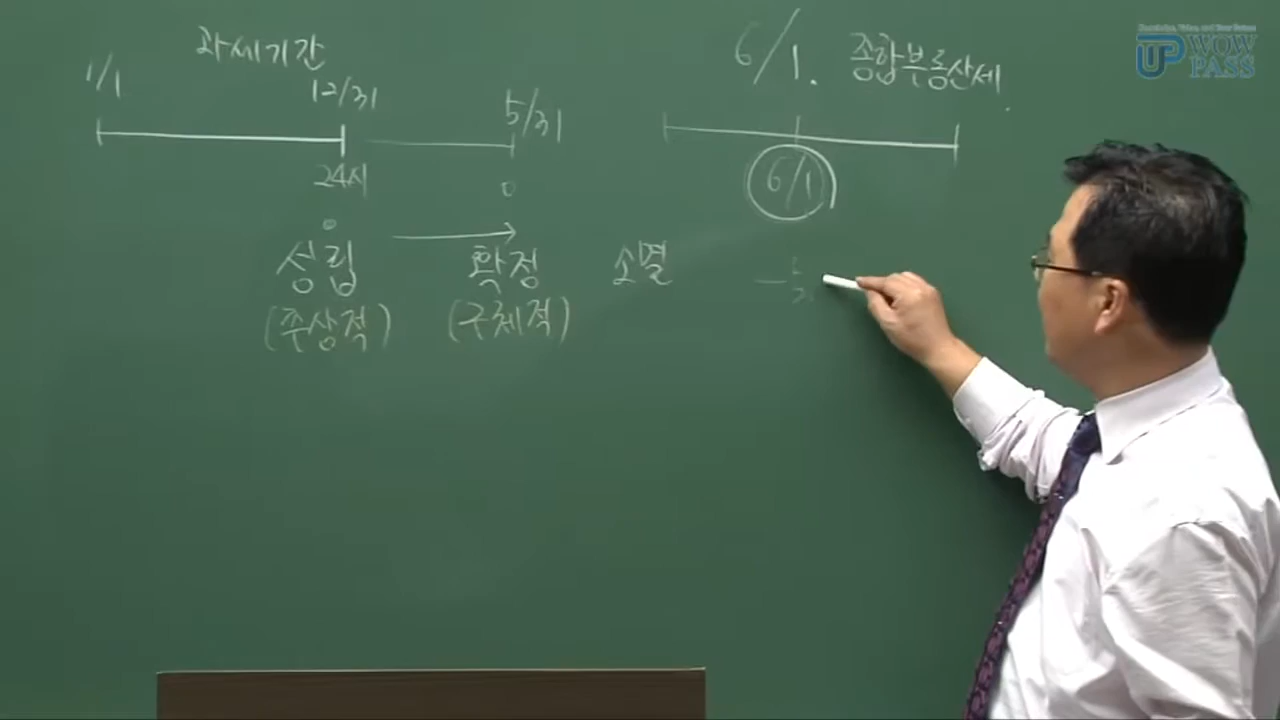 과세기간
1/1
12/31
5/31
24시
성립
확정
소멸
(추상적)
(구체적)
6/1. 종합부동산세.
6/1
UP WOW
PASS